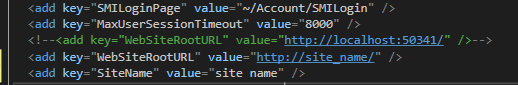 <add key="SMILoginPage" value="~/Account/SMILogin" />
<add key="MaxUserSessionTimeout" value="8000" />
<!--<add key="WebSiteRootURL" value="http://localhost:50341/" />-->
<add key="WebSiteRootURL" value="http://site_name/" />
<add key="SiteName" value="site name" />